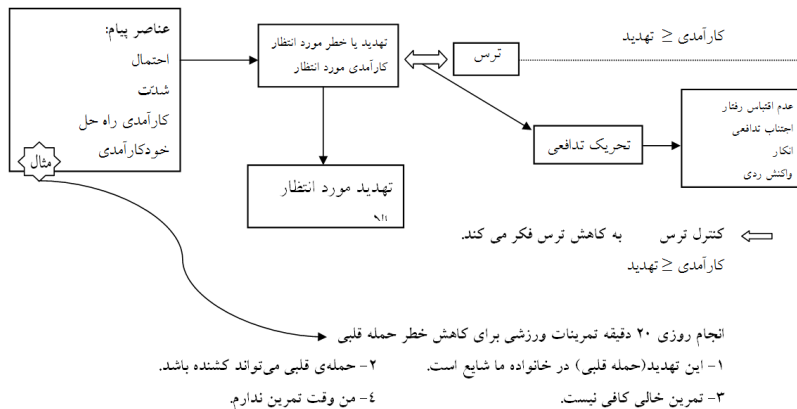 عناصر پیام:
احتمال
شدّت
کارآمدی راه حل
خودکارآمدی
مثال
تهدید یا خطر مورد انتظار
کارآمدی مورد انتظار
ترس
کارآمدی ≤ تهدید
عدم اقتباس رفتار
اجتناب تدافعی
انکار
واکنش ردی
تحریک تدافعی
تهدید مورد انتظار
کنترل ترس به کاهش ترس فکر می کند.
کارآمدی ≤ تهدید
انجام روزی ۲۰ دقیقه تمرینات ورزشی برای کاهش خطر حمله قلبی
۱- این تهدید(حمله قلبی) در خانواده ما شایع است. ۲- حمله‌ی قلبی می‌تواند کشنده باشد.
۳- تمرین خالی کافی نیست. ٤- من وقت تمرین ندارم.